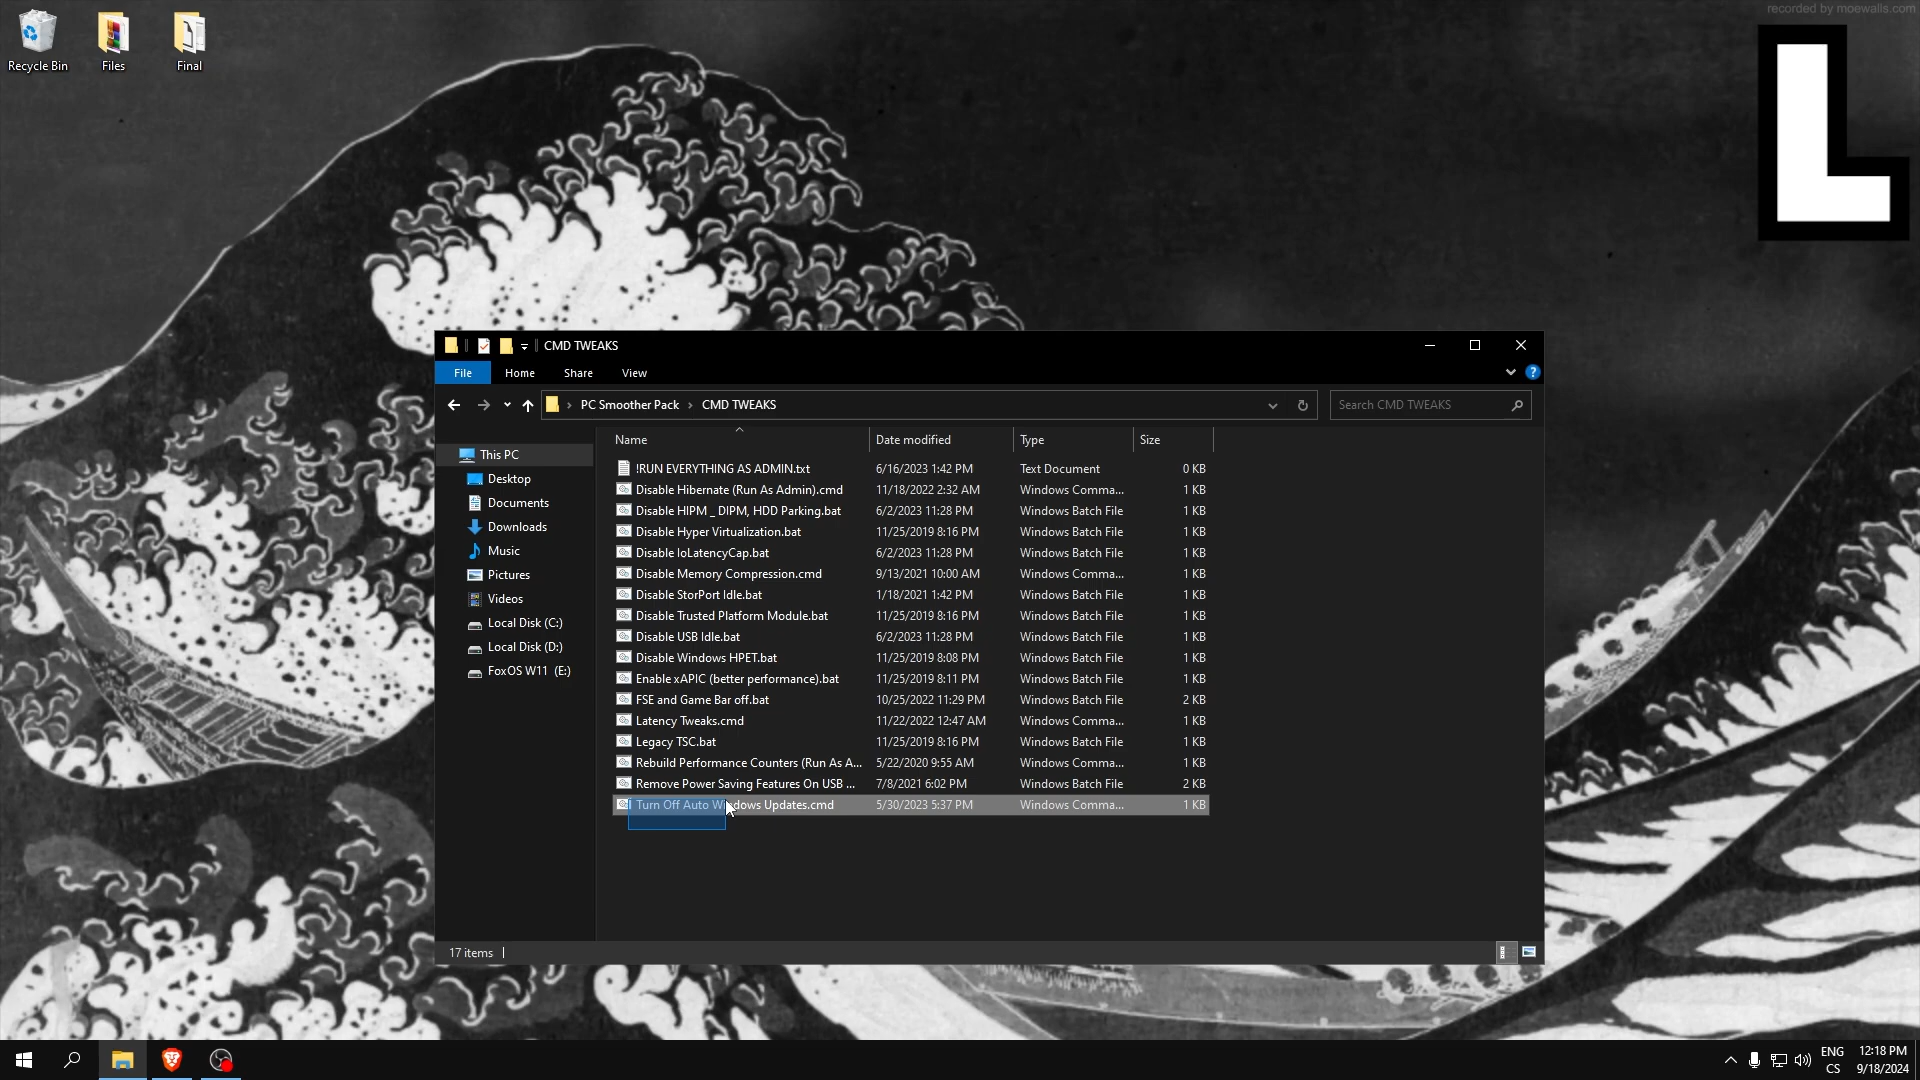 recorded by moewalls.com
L
Recycle Bin
Files
Final
CMD TWEAKS
File
Home
Share
View
PC Smoother Pack
CMD TWEAKS
Search CMD TWEAKS
Name
Date modified
Type
Size
This PC
Desktop
Documents
Downloads
Music
Pictures
Videos
Local Disk (C:)
Local Disk (D:)
FoxOS W11 (E:)
!RUN EVERYTHING AS ADMIN.txt 6/16/2023 1:42 PM Text Document 0 KB
Disable Hibernate (Run As Admin).cmd 11/18/2022 2:32 AM Windows Comma... 1 KB
Disable HIPM _ DIPM, HDD Parking.bat 6/2/2023 11:28 PM Windows Batch File 1 KB
Disable Hyper Virtualization.bat 11/25/2019 8:16 PM Windows Batch File 1 KB
Disable IoLatencyCap.bat 6/2/2023 11:28 PM Windows Batch File 1 KB
Disable Memory Compression.cmd 9/13/2021 10:00 AM Windows Comma... 1 KB
Disable StorPort Idle.bat 1/18/2021 1:42 PM Windows Batch File 1 KB
Disable Trusted Platform Module.bat 11/25/2019 8:16 PM Windows Batch File 1 KB
Disable USB Idle.bat 6/2/2023 11:28 PM Windows Batch File 1 KB
Disable Windows HPET.bat 11/25/2019 8:08 PM Windows Batch File 1 KB
Enable xAPIC (better performance).bat 11/25/2019 8:11 PM Windows Batch File 1 KB
FSE and Game Bar off.bat 10/25/2022 11:29 PM Windows Batch File 2 KB
Latency Tweaks.cmd 11/22/2022 12:47 AM Windows Comma... 1 KB
Legacy TSC.bat 11/25/2019 8:16 PM Windows Batch File 1 KB
Rebuild Performance Counters (Run As A... 5/22/2020 9:55 AM Windows Comma... 1 KB
Remove Power Saving Features On USB ... 7/8/2021 6:02 PM Windows Batch File 2 KB
Turn Off Auto Windows Updates.cmd 5/30/2023 5:37 PM Windows Comma... 1 KB
17 items
ENG
CS
12:18 PM
9/18/2024